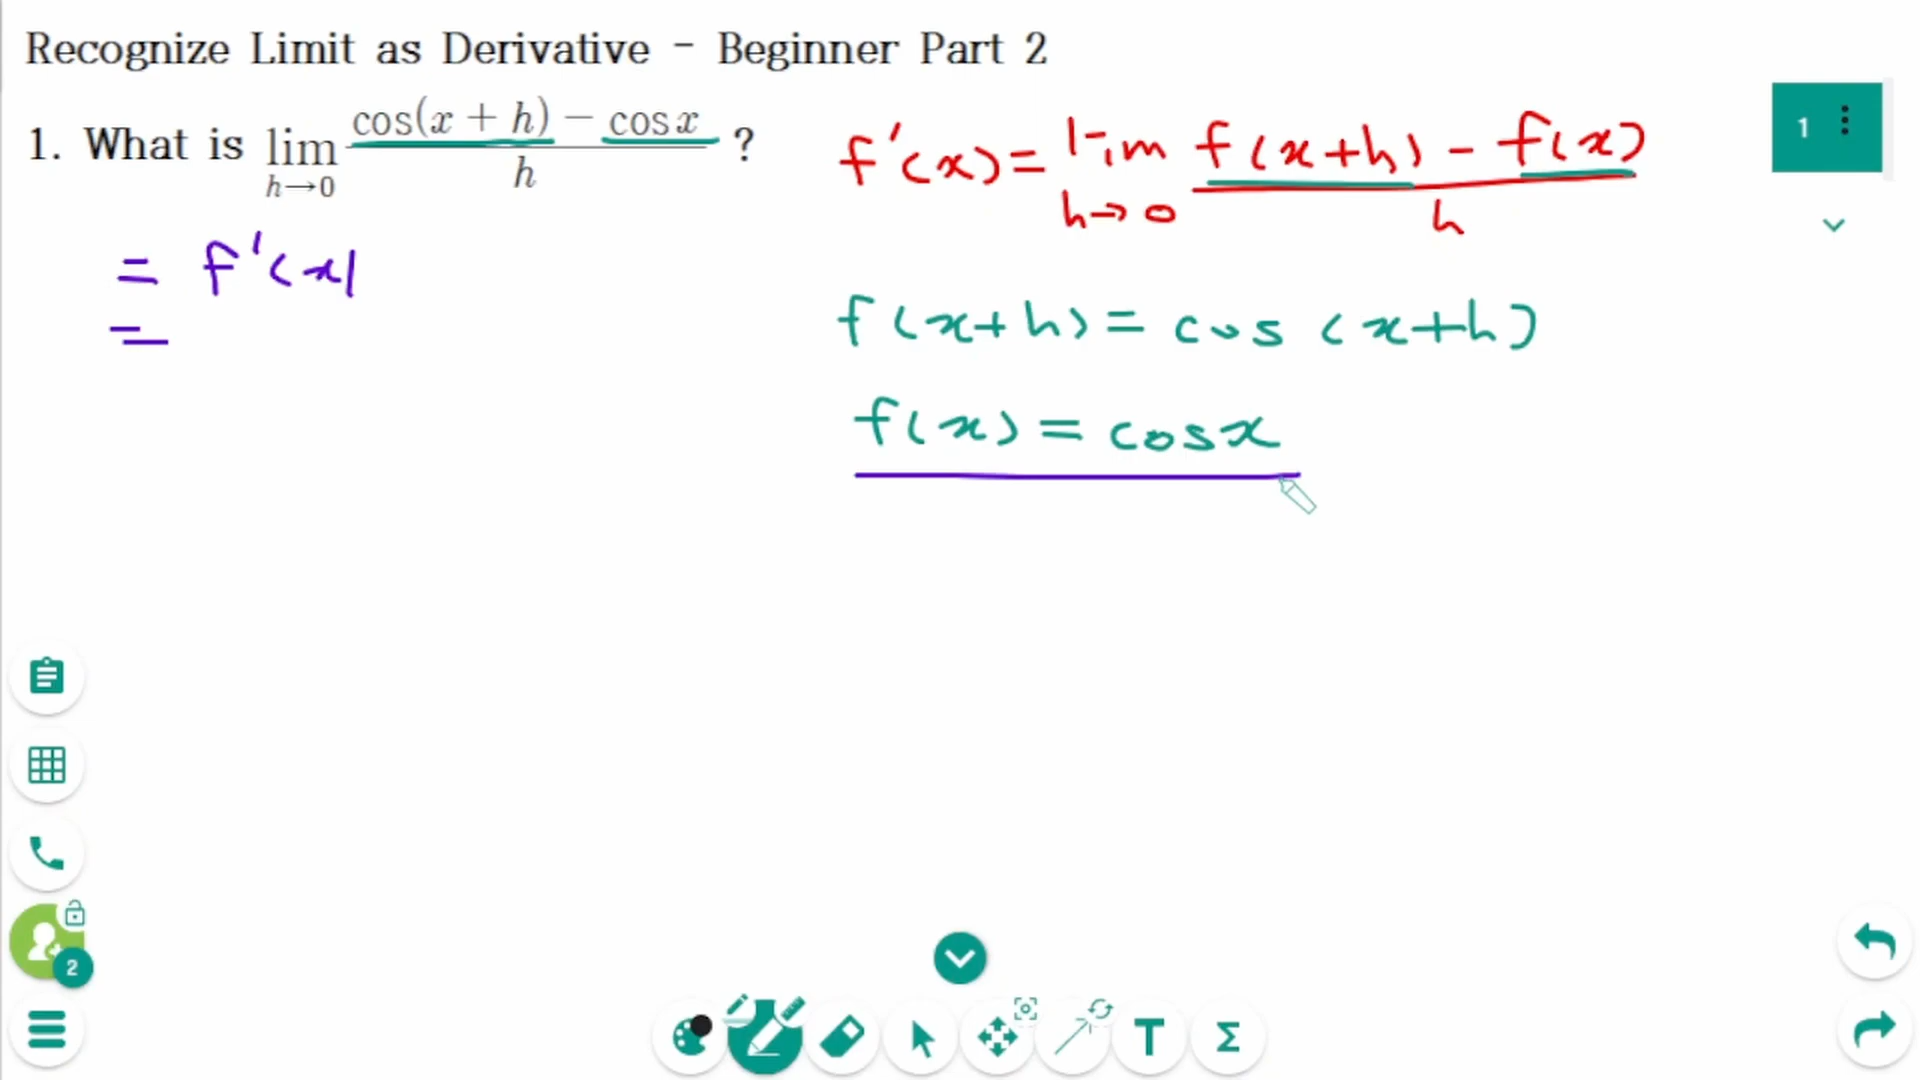 Recognize Limit as Derivative - Beginner Part 2
1. What is lim h→0 cos(x + h) − cos x / h ?
f'(x) = lim h→0 f(x+h) - f(x) / h
= f'(x)
=
f(x+h) = cos (x+h)
f(x) = cosx
1
2
T
Σ